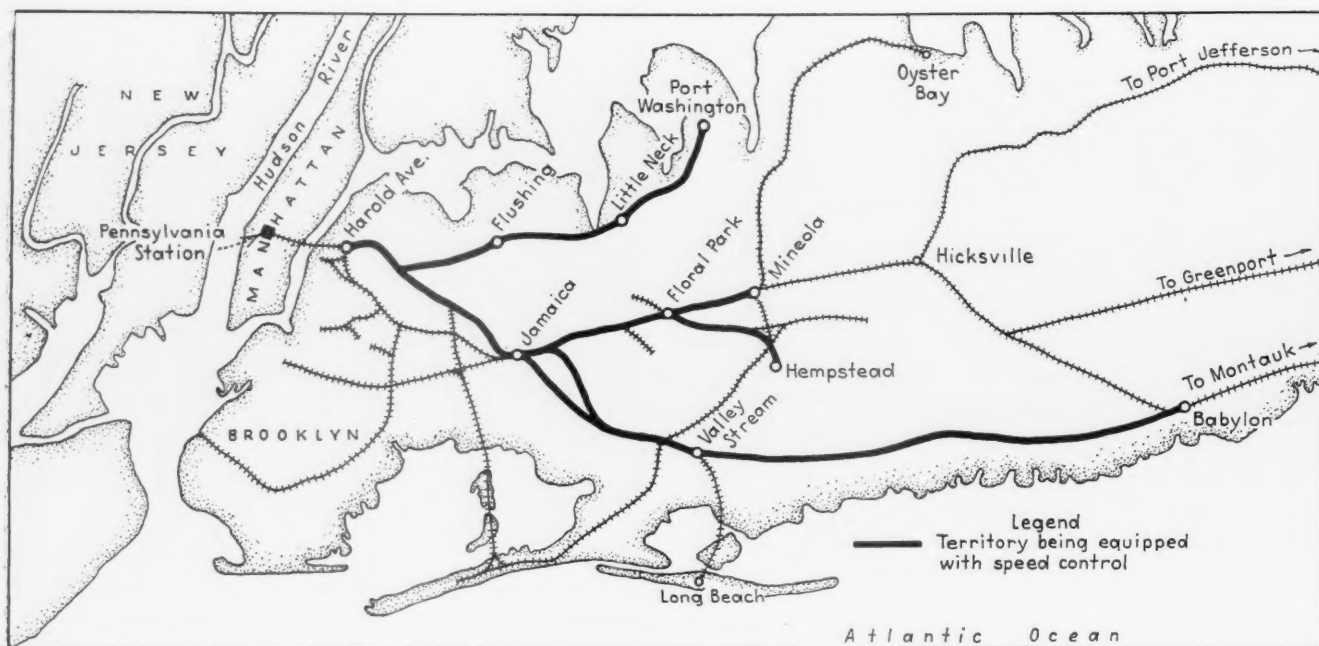 NEW
JERSEY
Hudson River
MANHATTAN
Pennsylvania
Station
Harold Ave.
Flushing
Little Neck
Port
Washington
Oyster
Bay
To Port Jefferson
Jamaica
Floral Park
Mineola
Hicksville
To Greenport
Hempstead
BROOKLYN
Valley
Stream
To Montauk
Babylon
Long Beach
Legend
Territory being equipped
with speed control
Atlantic Ocean